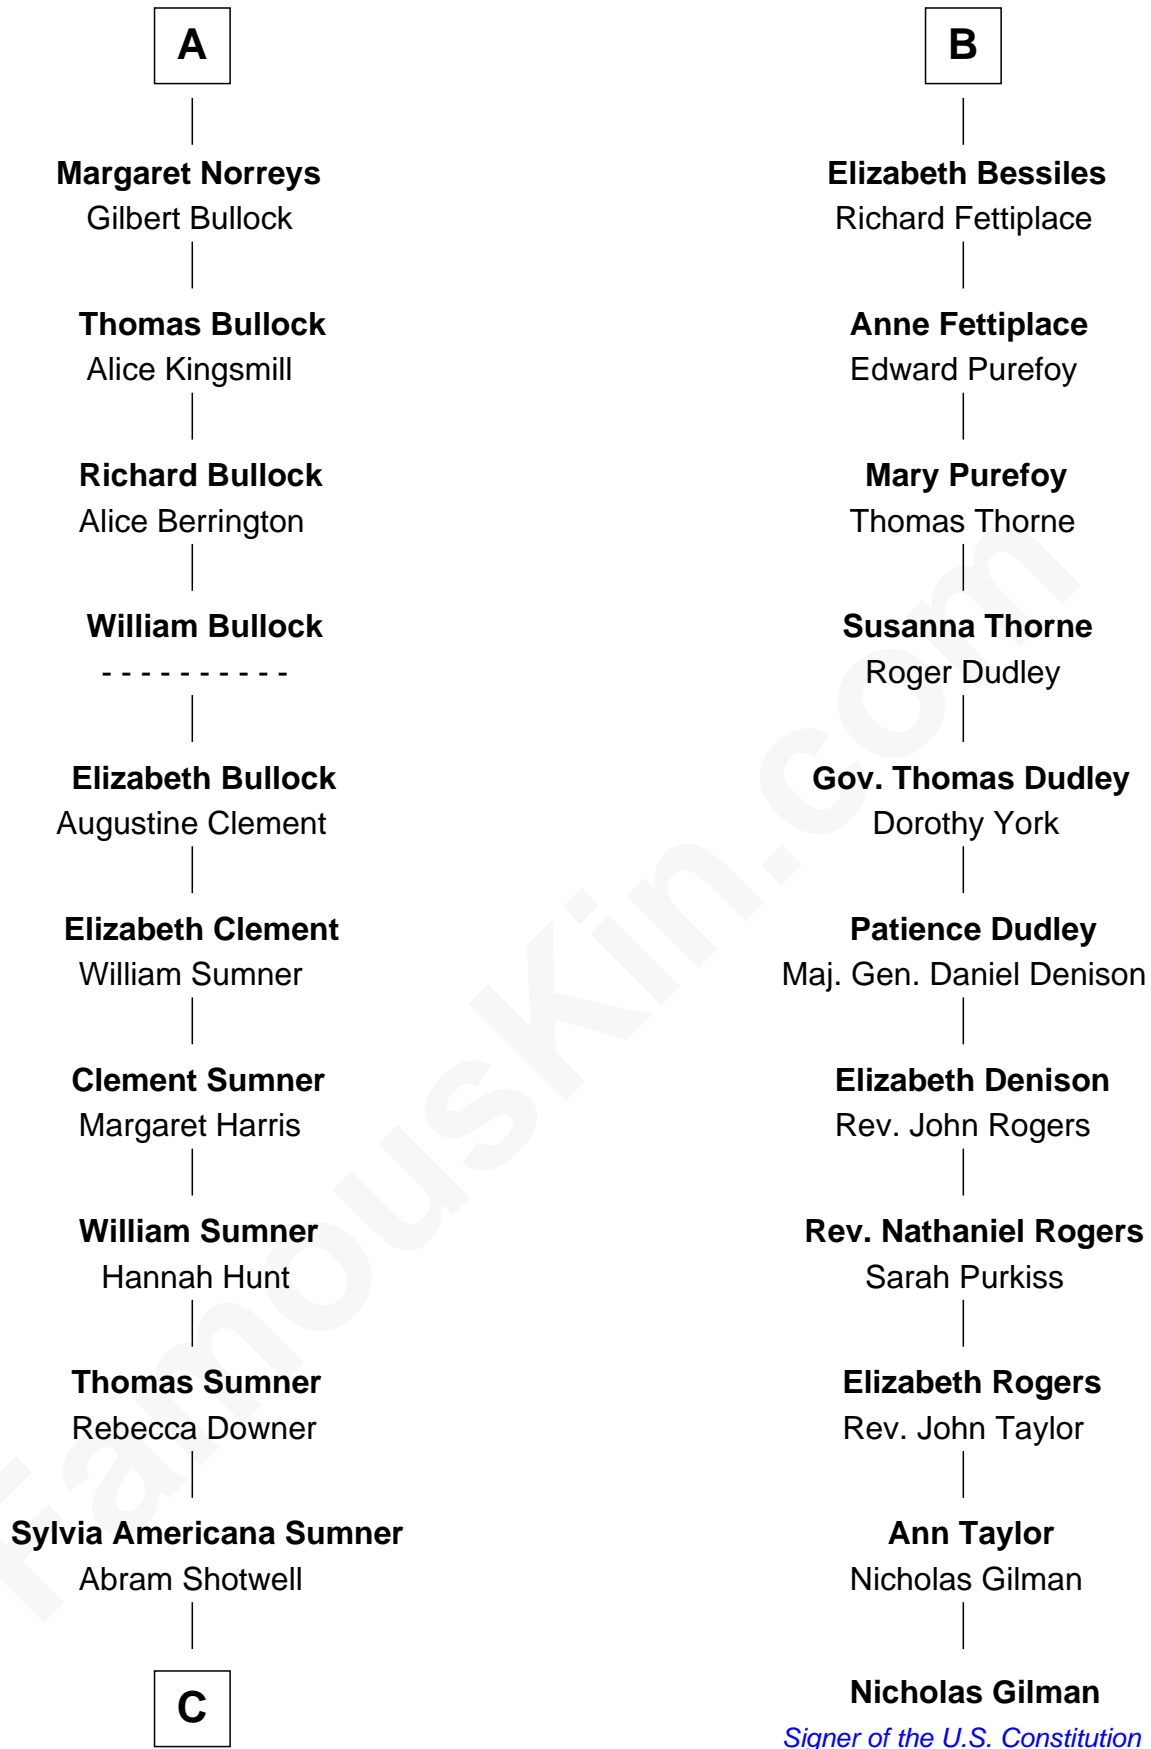 A
Margaret Norreys
Gilbert Bullock
Thomas Bullock
Alice Kingsmill
Richard Bullock
Alice Berrington
William Bullock
- - - - - - - - - -
Elizabeth Bullock
Augustine Clement
Elizabeth Clement
William Sumner
Clement Sumner
Margaret Harris
William Sumner
Hannah Hunt
Thomas Sumner
Rebecca Downer
Sylvia Americana Sumner
Abram Shotwell
C
B
Elizabeth Bessiles
Richard Fettiplace
Anne Fettiplace
Edward Purefoy
Mary Purefoy
Thomas Thorne
Susanna Thorne
Roger Dudley
Gov. Thomas Dudley
Dorothy York
Patience Dudley
Maj. Gen. Daniel Denison
Elizabeth Denison
Rev. John Rogers
Rev. Nathaniel Rogers
Sarah Purkiss
Elizabeth Rogers
Rev. John Taylor
Ann Taylor
Nicholas Gilman
Nicholas Gilman
Signer of the U.S. Constitution
FamousKin.com